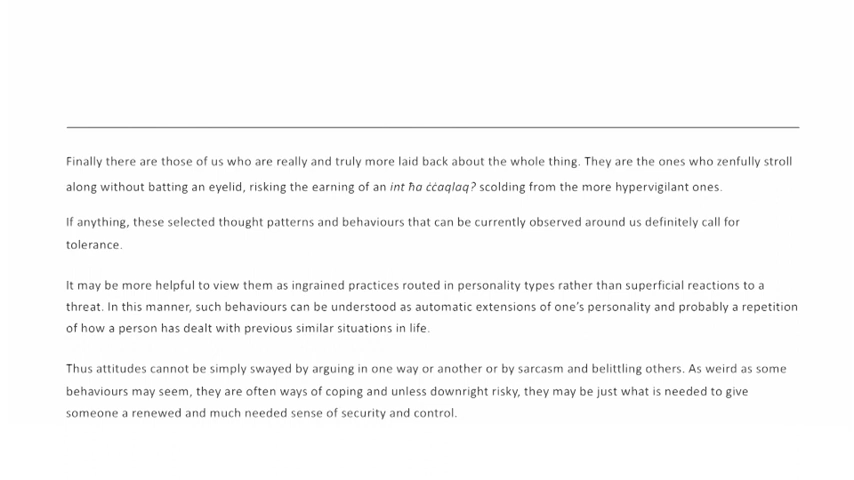 Finally there are those of us who are really and truly more laid back about the whole thing. They are the ones who zenfully stroll
along without batting an eyelid, risking the earning of an int ħa ċċaqlaq? scolding from the more hypervigilant ones.
If anything, these selected thought patterns and behaviours that can be currently observed around us definitely call for
tolerance.
It may be more helpful to view them as ingrained practices routed in personality types rather than superficial reactions to a
threat. In this manner, such behaviours can be understood as automatic extensions of one's personality and probably a repetition
of how a person has dealt with previous similar situations in life.
Thus attitudes cannot be simply swayed by arguing in one way or another or by sarcasm and belittling others. As weird as some
behaviours may seem, they are often ways of coping and unless downright risky, they may be just what is needed to give
someone a renewed and much needed sense of security and control.